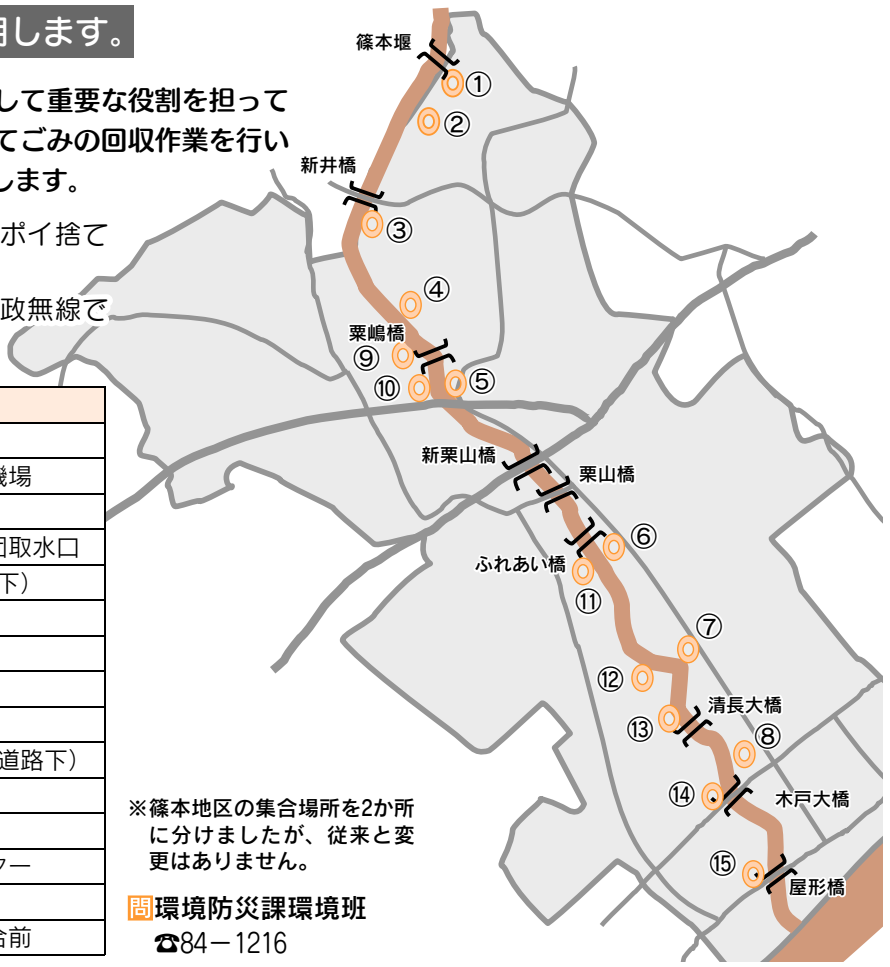 用します。
して重要な役割を担って
てごみの回収作業を行い
します。
ポイ捨て
政無線で
機場
取水口
下）
道路下）
ター
前
※篠本地区の集合場所を2か所
に分けましたが、従来と変
更はありません。
問環境防災課環境班
☎84－1216
篠本堰
①
②
新井橋
③
④
粟嶋橋
⑨
⑩
⑤
新栗山橋
栗山橋
⑥
ふれあい橋
⑪
⑦
⑫
清長大橋
⑬
⑧
⑭
木戸大橋
⑮
屋形橋